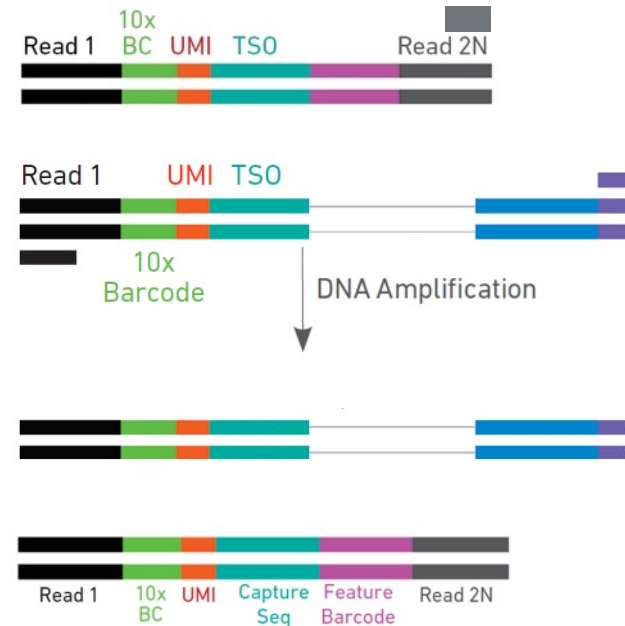 10x
Read 1 BC UMI TSO Read 2N
Read 1 UMI TSO
10x
Barcode
DNA Amplification
Read 1 10x UMI Capture Feature Read 2N
BC Seq Barcode